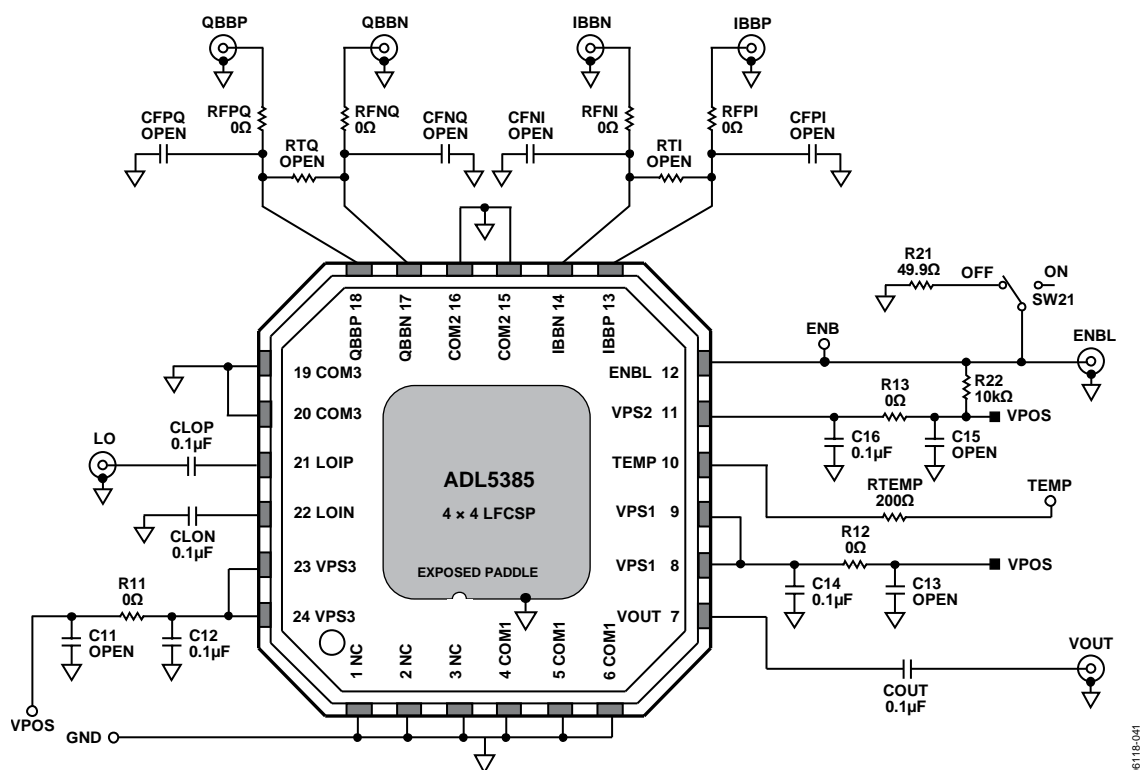 QBBP
QBBN
IBBN
IBBP
RFPQ
0Ω
RFNQ
0Ω
RFNI
0Ω
RFPI
0Ω
CFPQ
OPEN
CFNQ
OPEN
CFNI
OPEN
CFPI
OPEN
RTQ
OPEN
RTI
OPEN
R21
49.9Ω
OFF
ON
SW21
QBBP 18
QBBN 17
COM2 16
COM2 15
IBBN 14
IBBP 13
ENB
ENBL
19 COM3
ENBL 12
R13
0Ω
R22
10kΩ
20 COM3
VPS2 11
VPOS
CLOP
0.1µF
C16
0.1µF
C15
OPEN
LO
21 LOIP
ADL5385
TEMP 10
RTEMP
200Ω
TEMP
22 LOIN
4 × 4 LFCSP
VPS1 9
CLON
0.1µF
R12
0Ω
23 VPS3
EXPOSED PADDLE
VPS1 8
VPOS
R11
0Ω
C14
0.1µF
C13
OPEN
24 VPS3
VOUT 7
C11
OPEN
C12
0.1µF
1 NC
2 NC
3 NC
4 COM1
5 COM1
6 COM1
VOUT
COUT
0.1µF
VPOS
GND
06118-041